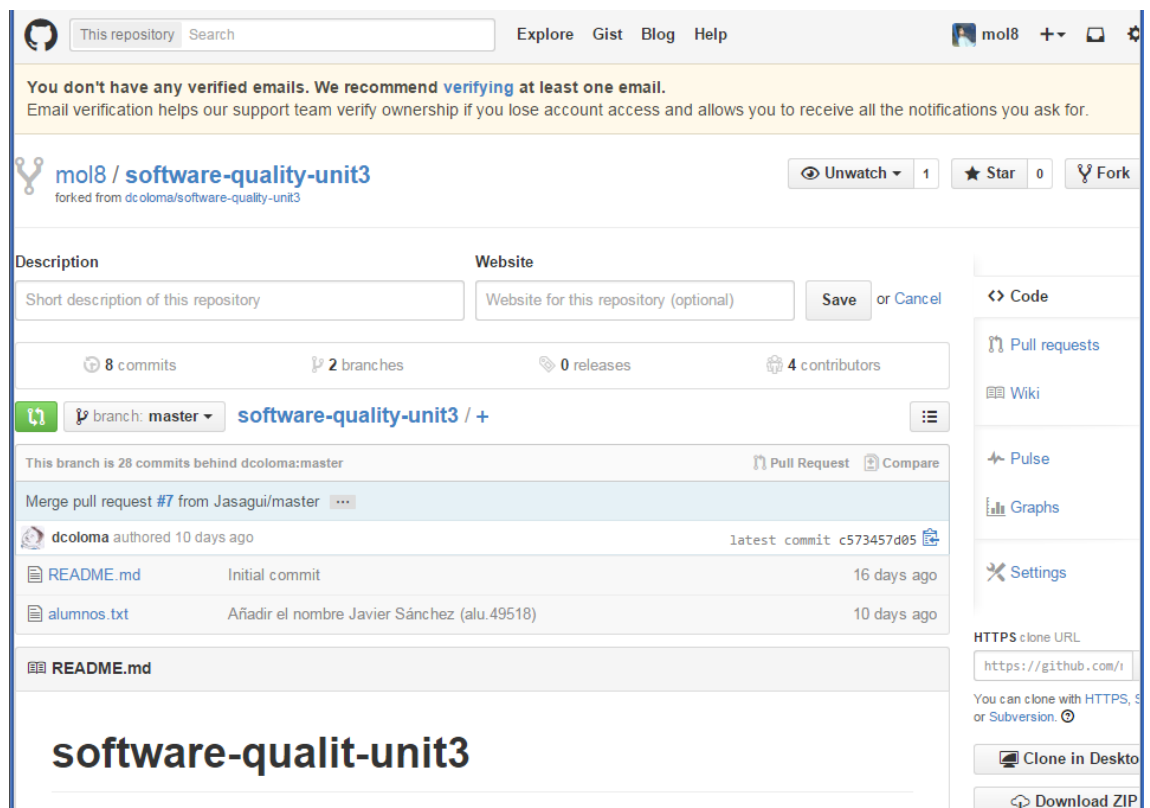 This repository Search Explore Gist Blog Help mol8
You don't have any verified emails. We recommend verifying at least one email.
Email verification helps our support team verify ownership if you lose account access and allows you to receive all the notifications you ask for.
mol8 / software-quality-unit3 Unwatch 1 Star 0 Fork
forked from dcoloma/software-quality-unit3
Description Website
Short description of this repository Website for this repository (optional) Save or Cancel
8 commits 2 branches 0 releases 4 contributors
branch: master software-quality-unit3 / +
This branch is 28 commits behind dcoloma:master Pull Request Compare
Merge pull request #7 from Jasagui/master ...
dcoloma authored 10 days ago latest commit c573457d05
README.md Initial commit 16 days ago
alumnos.txt Añadir el nombre Javier Sánchez (alu.49518) 10 days ago
README.md
software-qualit-unit3
<> Code
Pull requests
Wiki
Pulse
Graphs
Settings
HTTPS clone URL
https://github.com/
You can clone with HTTPS, S
or Subversion.
Clone in Deskto
Download ZIP